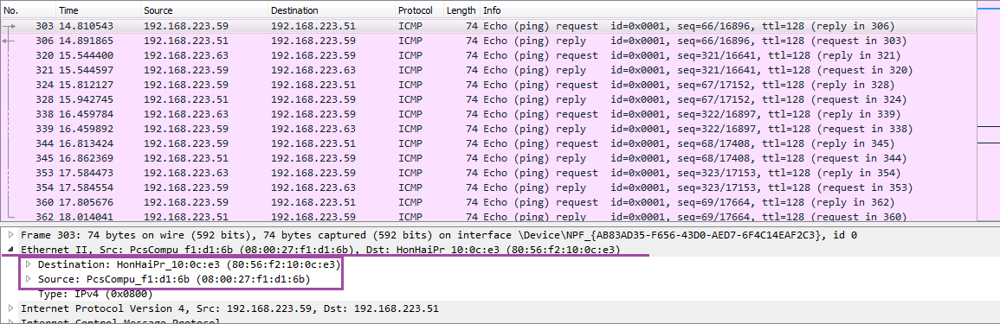 No. Time Source Destination Protocol Length Info
303 14.810543 192.168.223.59 192.168.223.51 ICMP 74 Echo (ping) request id=0x0001, seq=66/16896, ttl=128 (reply in 306)
306 14.891865 192.168.223.51 192.168.223.59 ICMP 74 Echo (ping) reply id=0x0001, seq=66/16896, ttl=128 (request in 303)
320 15.544400 192.168.223.63 192.168.223.59 ICMP 74 Echo (ping) request id=0x0001, seq=321/16641, ttl=128 (reply in 321)
321 15.544597 192.168.223.59 192.168.223.63 ICMP 74 Echo (ping) reply id=0x0001, seq=321/16641, ttl=128 (request in 320)
324 15.812127 192.168.223.59 192.168.223.51 ICMP 74 Echo (ping) request id=0x0001, seq=67/17152, ttl=128 (reply in 328)
328 15.942745 192.168.223.51 192.168.223.59 ICMP 74 Echo (ping) reply id=0x0001, seq=67/17152, ttl=128 (request in 324)
338 16.459784 192.168.223.63 192.168.223.59 ICMP 74 Echo (ping) request id=0x0001, seq=322/16897, ttl=128 (reply in 339)
339 16.459892 192.168.223.59 192.168.223.63 ICMP 74 Echo (ping) reply id=0x0001, seq=322/16897, ttl=128 (request in 338)
344 16.813424 192.168.223.59 192.168.223.51 ICMP 74 Echo (ping) request id=0x0001, seq=68/17408, ttl=128 (reply in 345)
345 16.862369 192.168.223.51 192.168.223.59 ICMP 74 Echo (ping) reply id=0x0001, seq=68/17408, ttl=128 (request in 344)
353 17.584473 192.168.223.63 192.168.223.59 ICMP 74 Echo (ping) request id=0x0001, seq=323/17153, ttl=128 (reply in 354)
354 17.584554 192.168.223.59 192.168.223.63 ICMP 74 Echo (ping) reply id=0x0001, seq=323/17153, ttl=128 (request in 353)
360 17.805676 192.168.223.59 192.168.223.51 ICMP 74 Echo (ping) request id=0x0001, seq=69/17664, ttl=128 (reply in 362)
362 18.014041 192.168.223.51 192.168.223.59 ICMP 74 Echo (ping) reply id=0x0001, seq=69/17664, ttl=128 (request in 360)
Frame 303: 74 bytes on wire (592 bits), 74 bytes captured (592 bits) on interface \Device\NPF_{AB83AD35-F656-43D0-AED7-6F4C14EAF2C3}, id 0
Ethernet II, Src: PcsCompu_f1:d1:6b (08:00:27:f1:d1:6b), Dst: HonHaiPr_10:0c:e3 (80:56:f2:10:0c:e3)
Destination: HonHaiPr_10:0c:e3 (80:56:f2:10:0c:e3)
Source: PcsCompu_f1:d1:6b (08:00:27:f1:d1:6b)
Type: IPv4 (0x0800)
Internet Protocol Version 4, Src: 192.168.223.59, Dst: 192.168.223.51
Internet Control Message Protocol